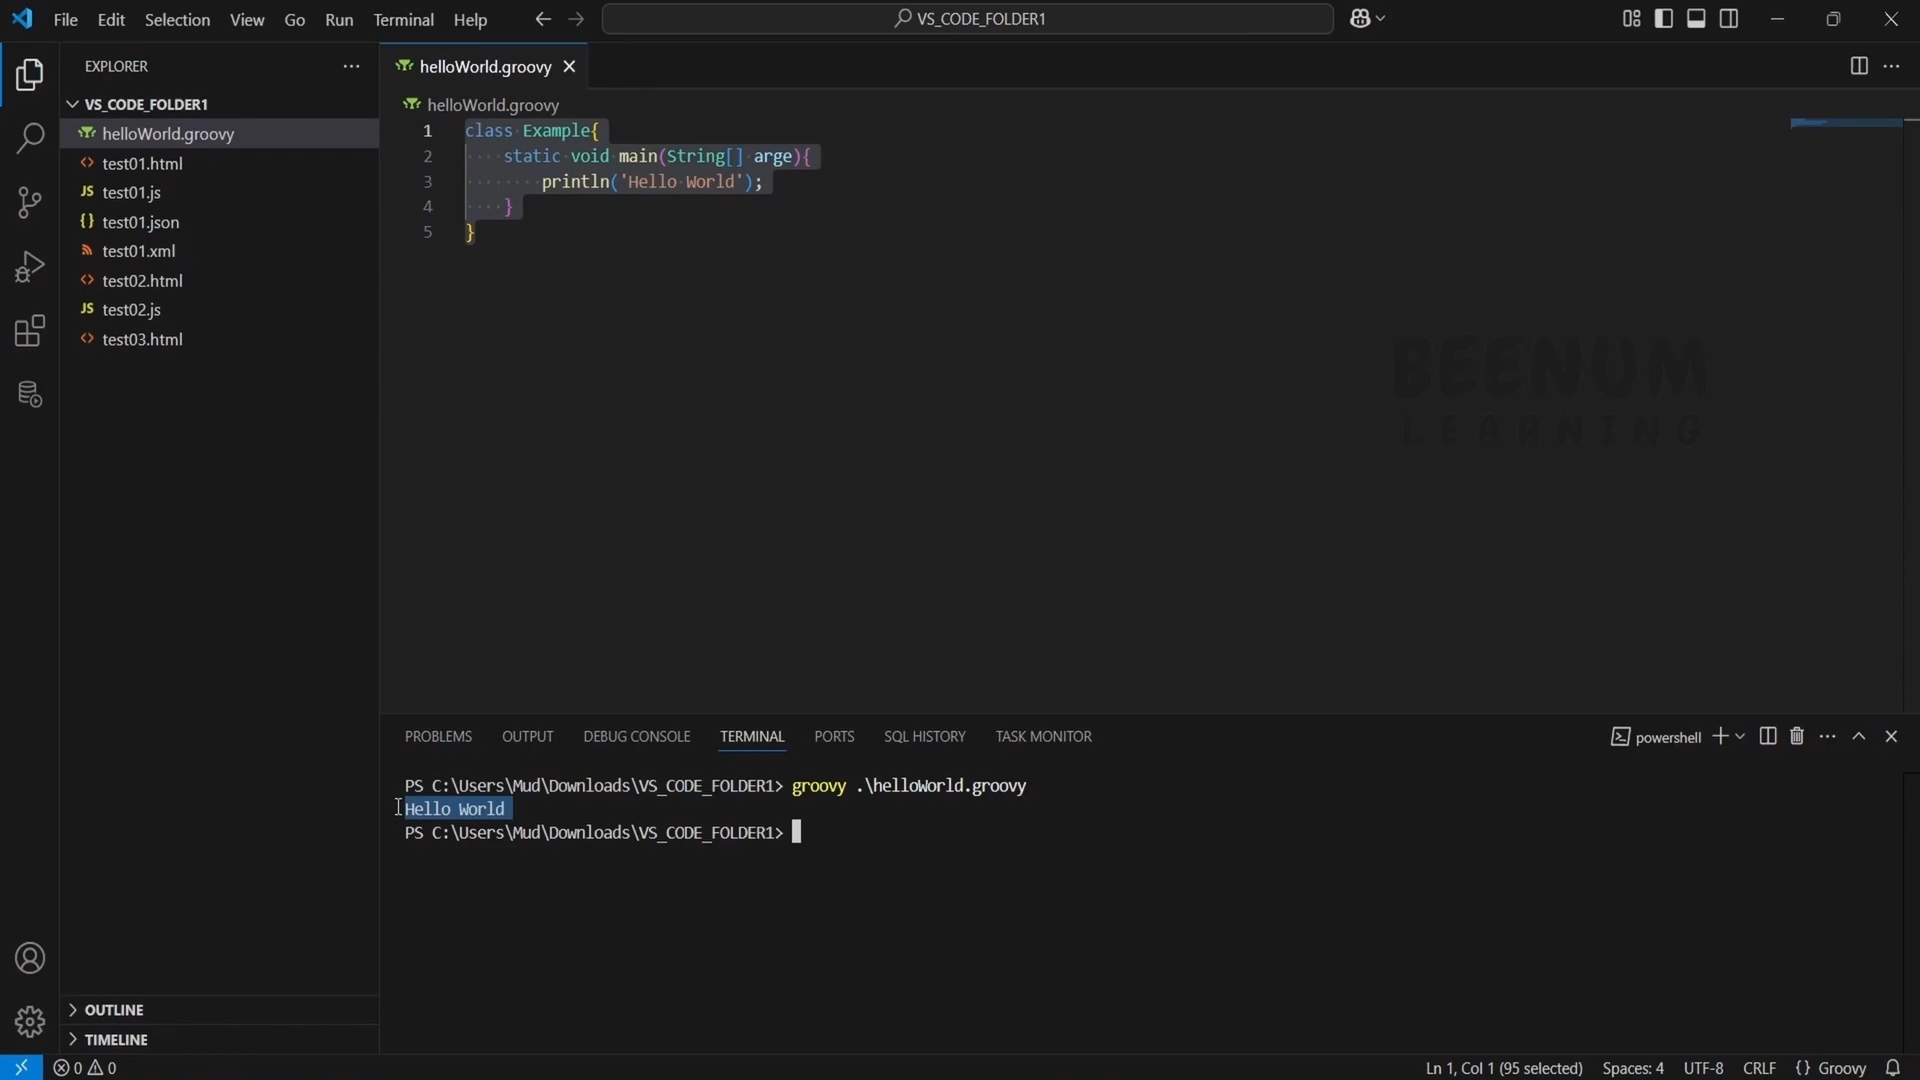 File Edit Selection View Go Run Terminal Help
VS_CODE_FOLDER1
EXPLORER
VS_CODE_FOLDER1
helloWorld.groovy
test01.html
JS test01.js
{} test01.json
test01.xml
test02.html
JS test02.js
test03.html
OUTLINE
TIMELINE
helloWorld.groovy
helloWorld.groovy
1 class Example{
2 static void main(String[] arge){
3 println('Hello World');
4 }
5 }
BEENUM
LEARNING
PROBLEMS OUTPUT DEBUG CONSOLE TERMINAL PORTS SQL HISTORY TASK MONITOR
powershell
PS C:\Users\Mud\Downloads\VS_CODE_FOLDER1> groovy .\helloWorld.groovy
Hello World
PS C:\Users\Mud\Downloads\VS_CODE_FOLDER1>
0 0
Ln 1, Col 1 (95 selected) Spaces: 4 UTF-8 CRLF {} Groovy